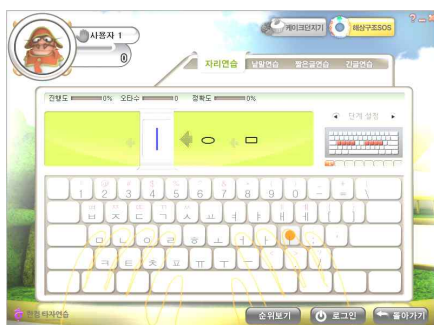 사용자 1
0
케이크던지기 해상구조SOS
자리연습 낱말연습 짧은글연습 긴글연습
진행도 0% 오타수 0 정확도 0%
단계 설정
ㅣ ㅇ ㅁ
1 2 3 4 5 6 7 8 9 0 - =
ㅂ ㅈ ㄷ ㄱ ㅅ ㅛ ㅕ ㅑ ㅐ ㅔ [ ]
ㅁ ㄴ ㅇ ㄹ ㅎ ㅗ ㅓ ㅏ ㅣ ;
ㅋ ㅌ ㅊ ㅍ ㅠ ㅜ ㅡ
한컴 타자연습
순위보기 로그인 돌아가기